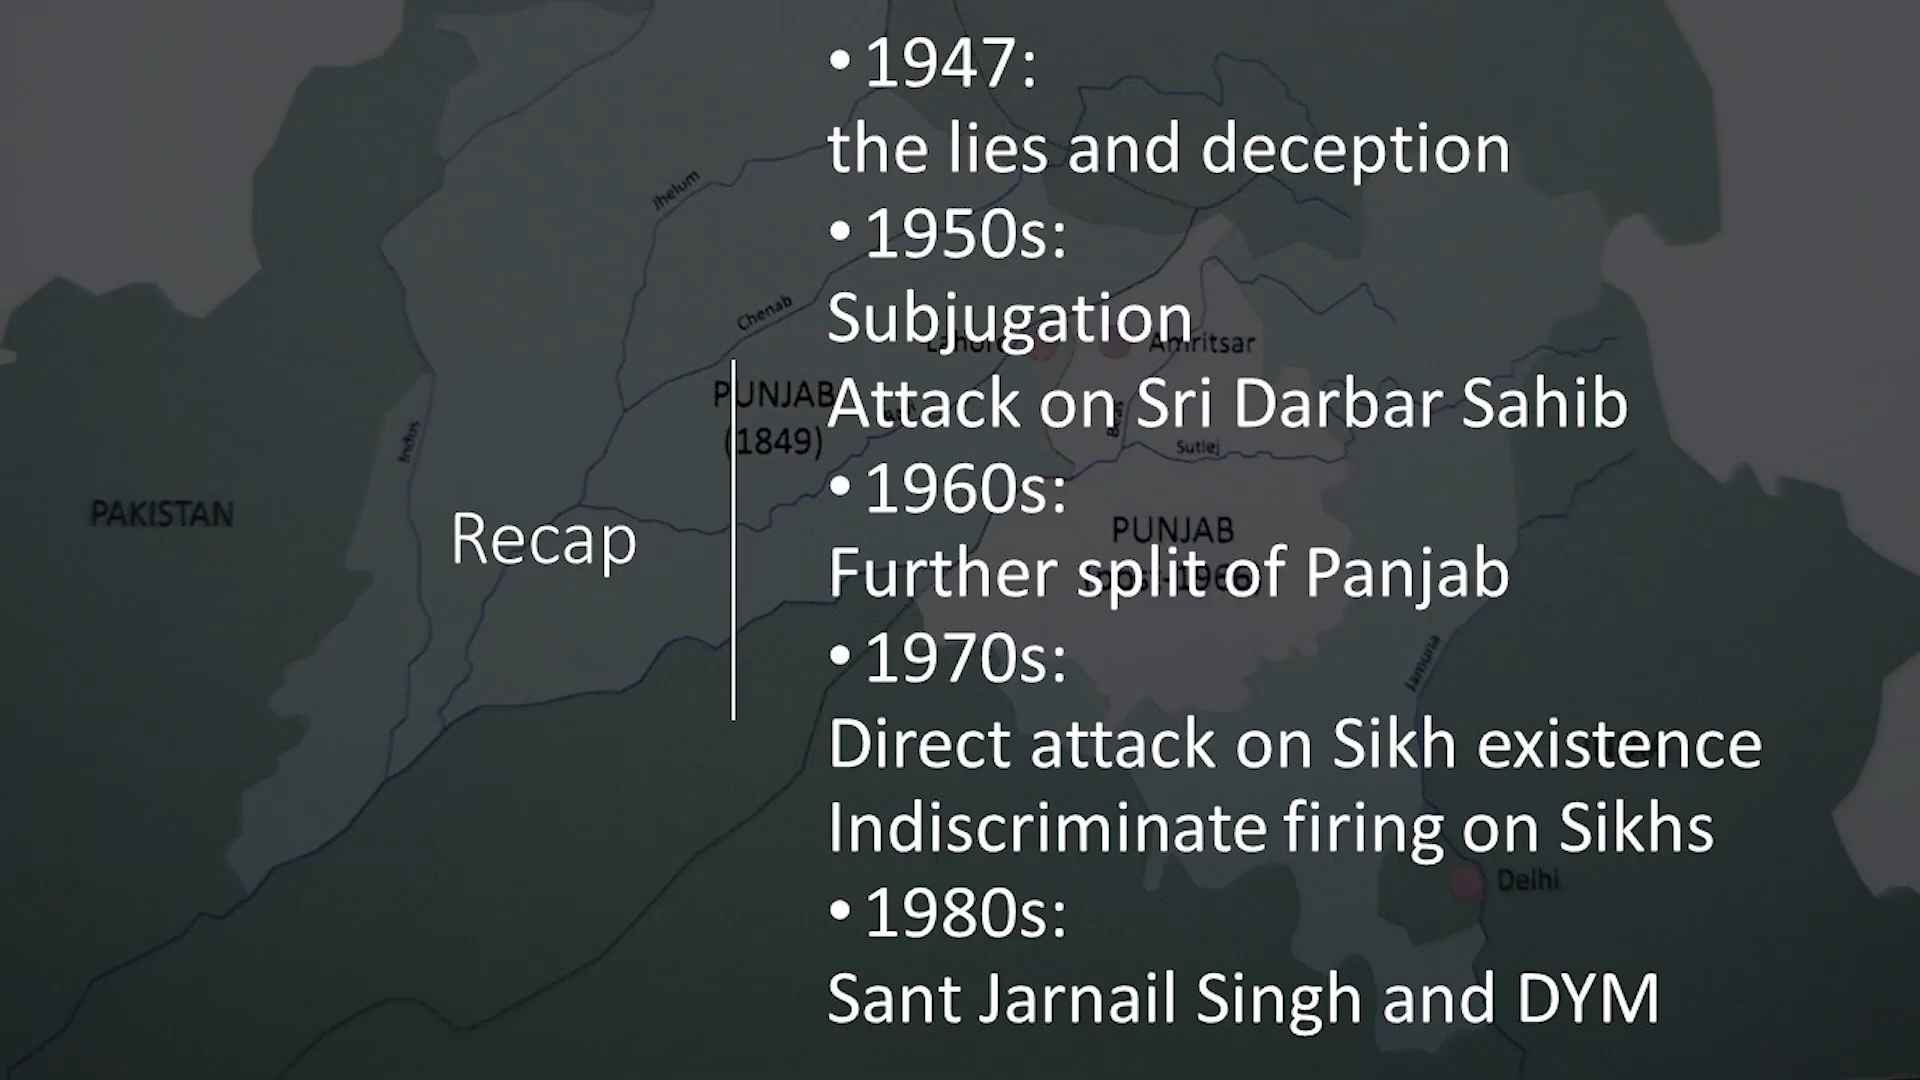 • 1947:
the lies and deception
• 1950s:
Subjugation
Attack on Sri Darbar Sahib
• 1960s:
Further split of Panjab
• 1970s:
Direct attack on Sikh existence
Indiscriminate firing on Sikhs
• 1980s:
Sant Jarnail Singh and DYM
Recap
Jhelum
Chenab
Lahore
Amritsar
PUNJAB
(1849)
Indus
Sutlej
PAKISTAN
PUNJAB
Jamuna
Delhi